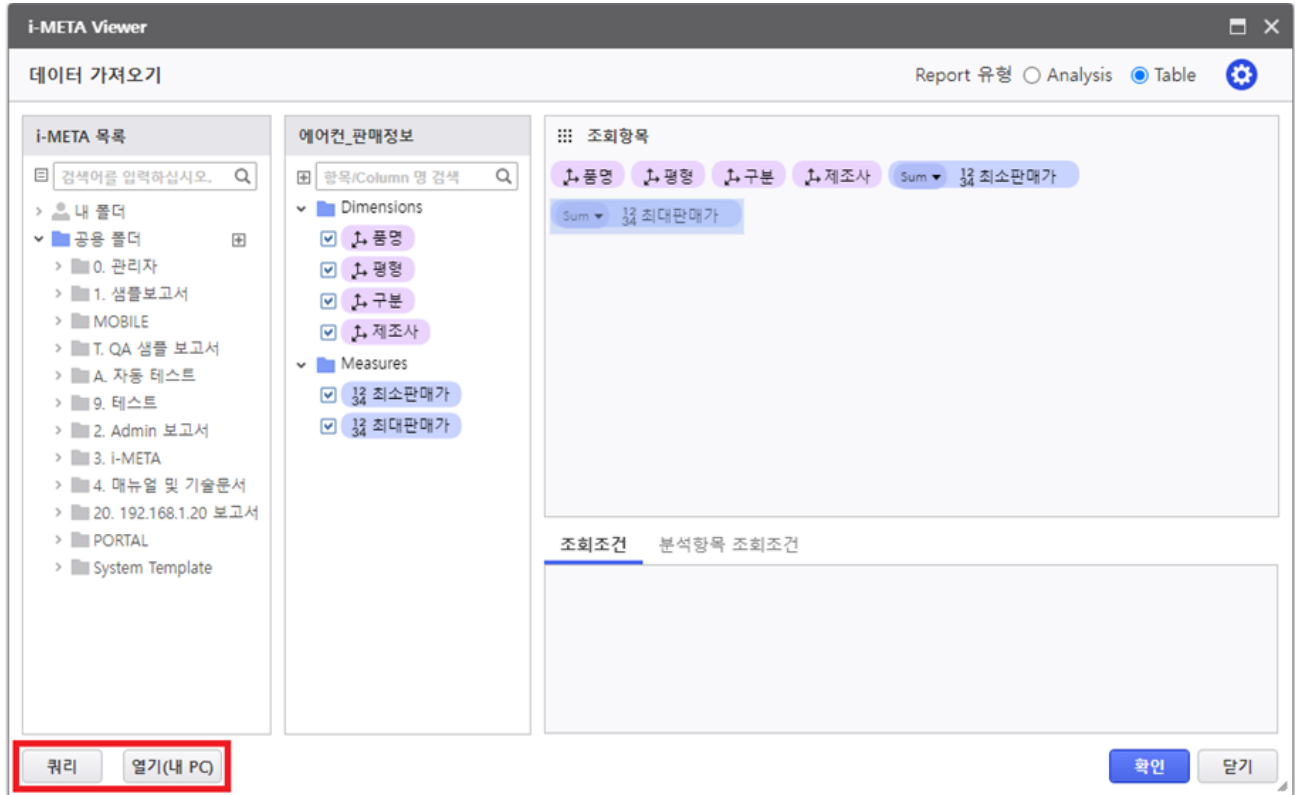 i-META Viewer
데이터 가져오기
Report 유형 Analysis Table
i-META 목록
검색어를 입력하십시오.
내 폴더
공용 폴더
0. 관리자
1. 샘플보고서
MOBILE
T. QA 샘플 보고서
A. 자동 테스트
9. 테스트
2. Admin 보고서
3. i-META
4. 매뉴얼 및 기술문서
20. 192.168.1.20 보고서
PORTAL
System Template
에어컨_판매정보
항목/Column 명 검색
Dimensions
품명
평형
구분
제조사
Measures
12 34 최소판매가
12 34 최대판매가
조회항목
품명 평형 구분 제조사 Sum 12 34 최소판매가
Sum 12 34 최대판매가
조회조건 분석항목 조회조건
쿼리 열기(내 PC) 확인 닫기